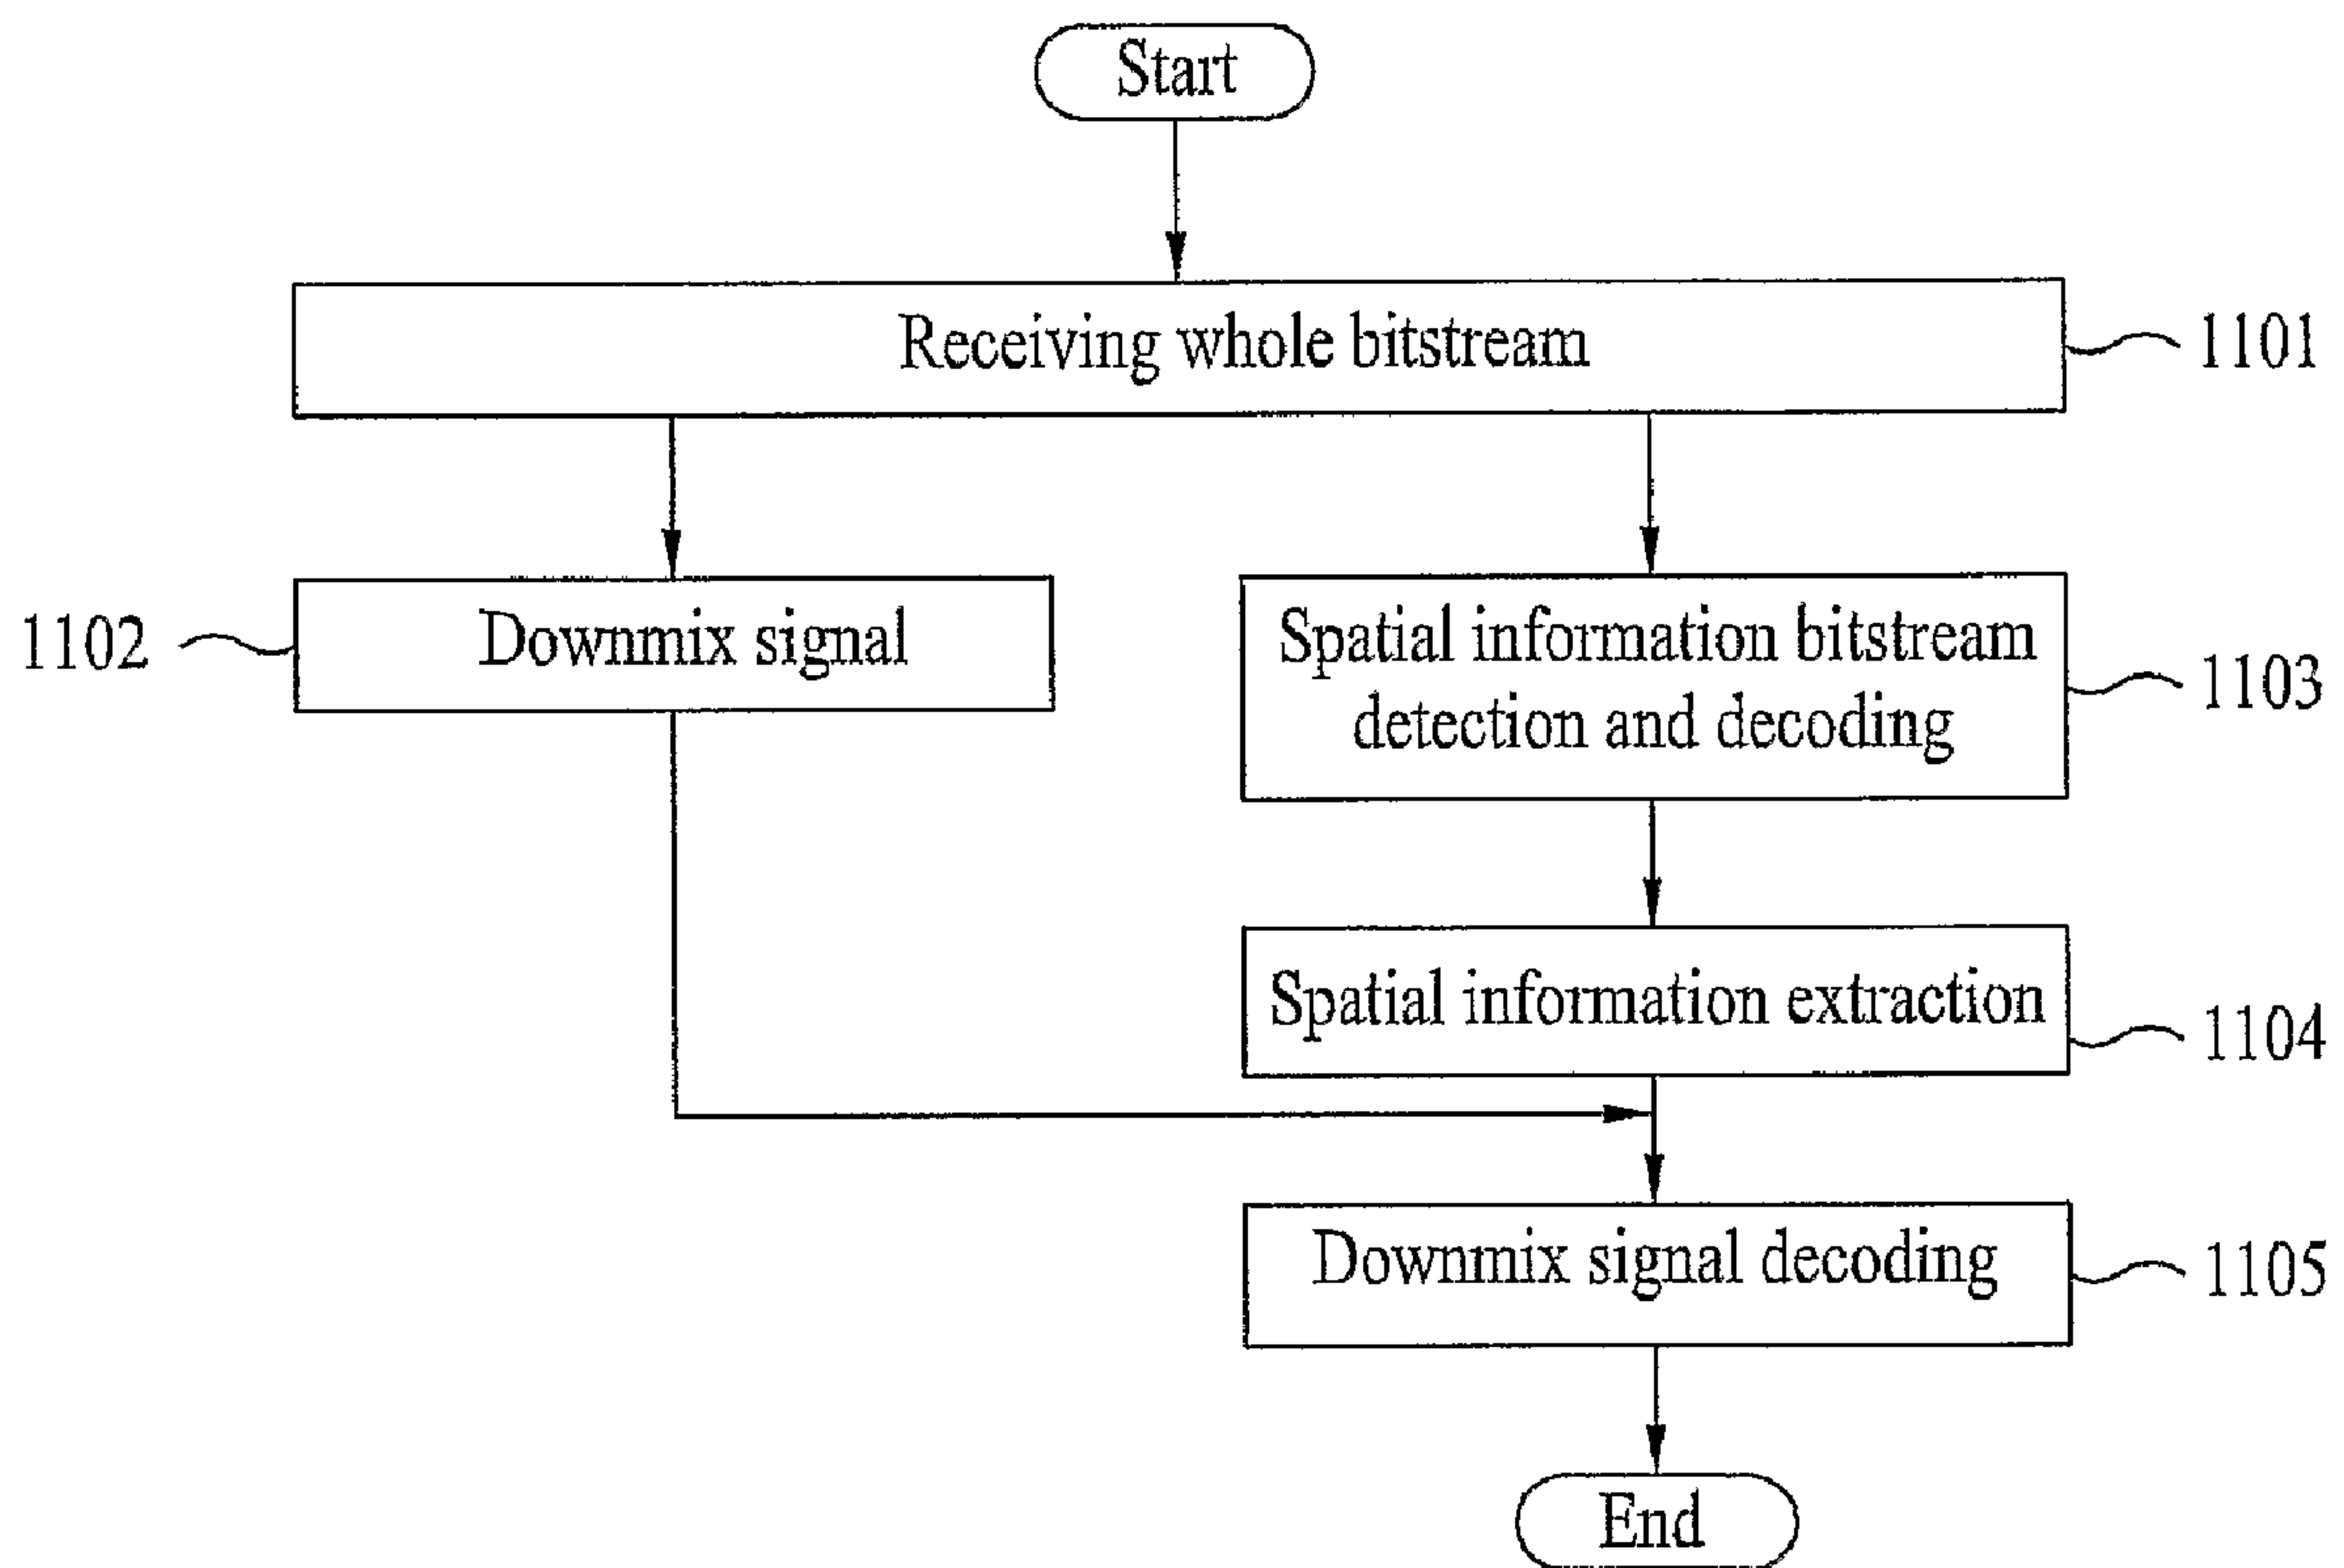 Start
Receiving whole bitstream
1101
1102
Downmix signal
Spatial information bitstream
detection and decoding
1103
Spatial information extraction
1104
Downmix signal decoding
1105
End